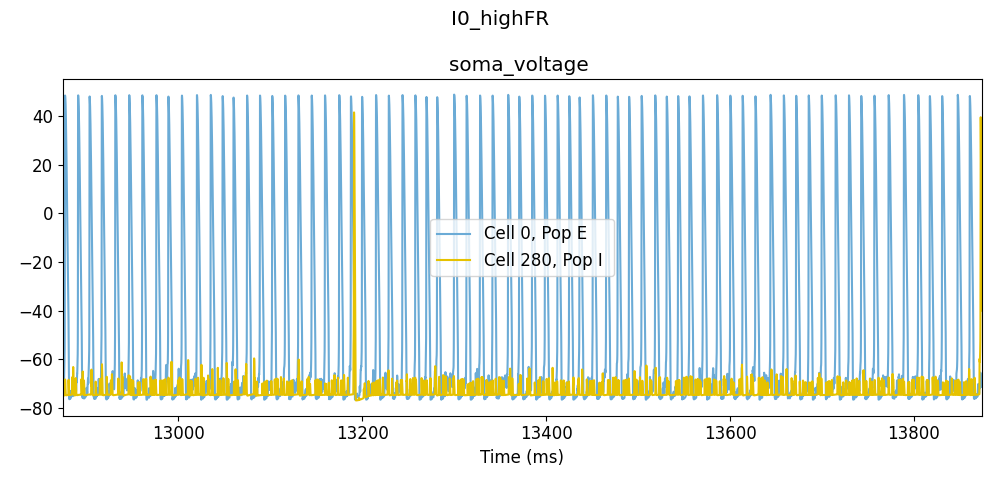 I0_highFR
soma_voltage
40
20
0
−20
−40
−60
−80
Cell 0, Pop E
Cell 280, Pop I
13000 13200 13400 13600 13800
Time (ms)